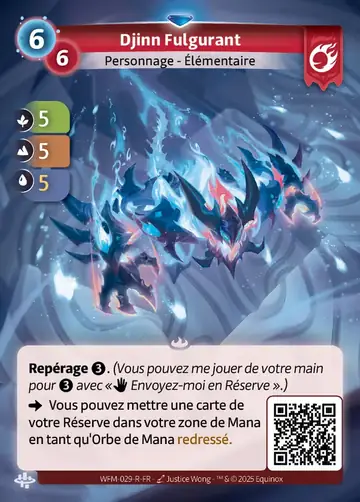 6
6
Djinn Fulgurant
Personnage - Élémentaire
5
5
5
Repérage 3. (Vous pouvez me jouer de votre main
pour 3 avec « Envoyez-moi en Réserve ».)
Vous pouvez mettre une carte de
votre Réserve dans votre zone de Mana
en tant qu'Orbe de Mana redressé.
WFM-029-R-FR - Justice Wong - ™ & © 2025 Equinox